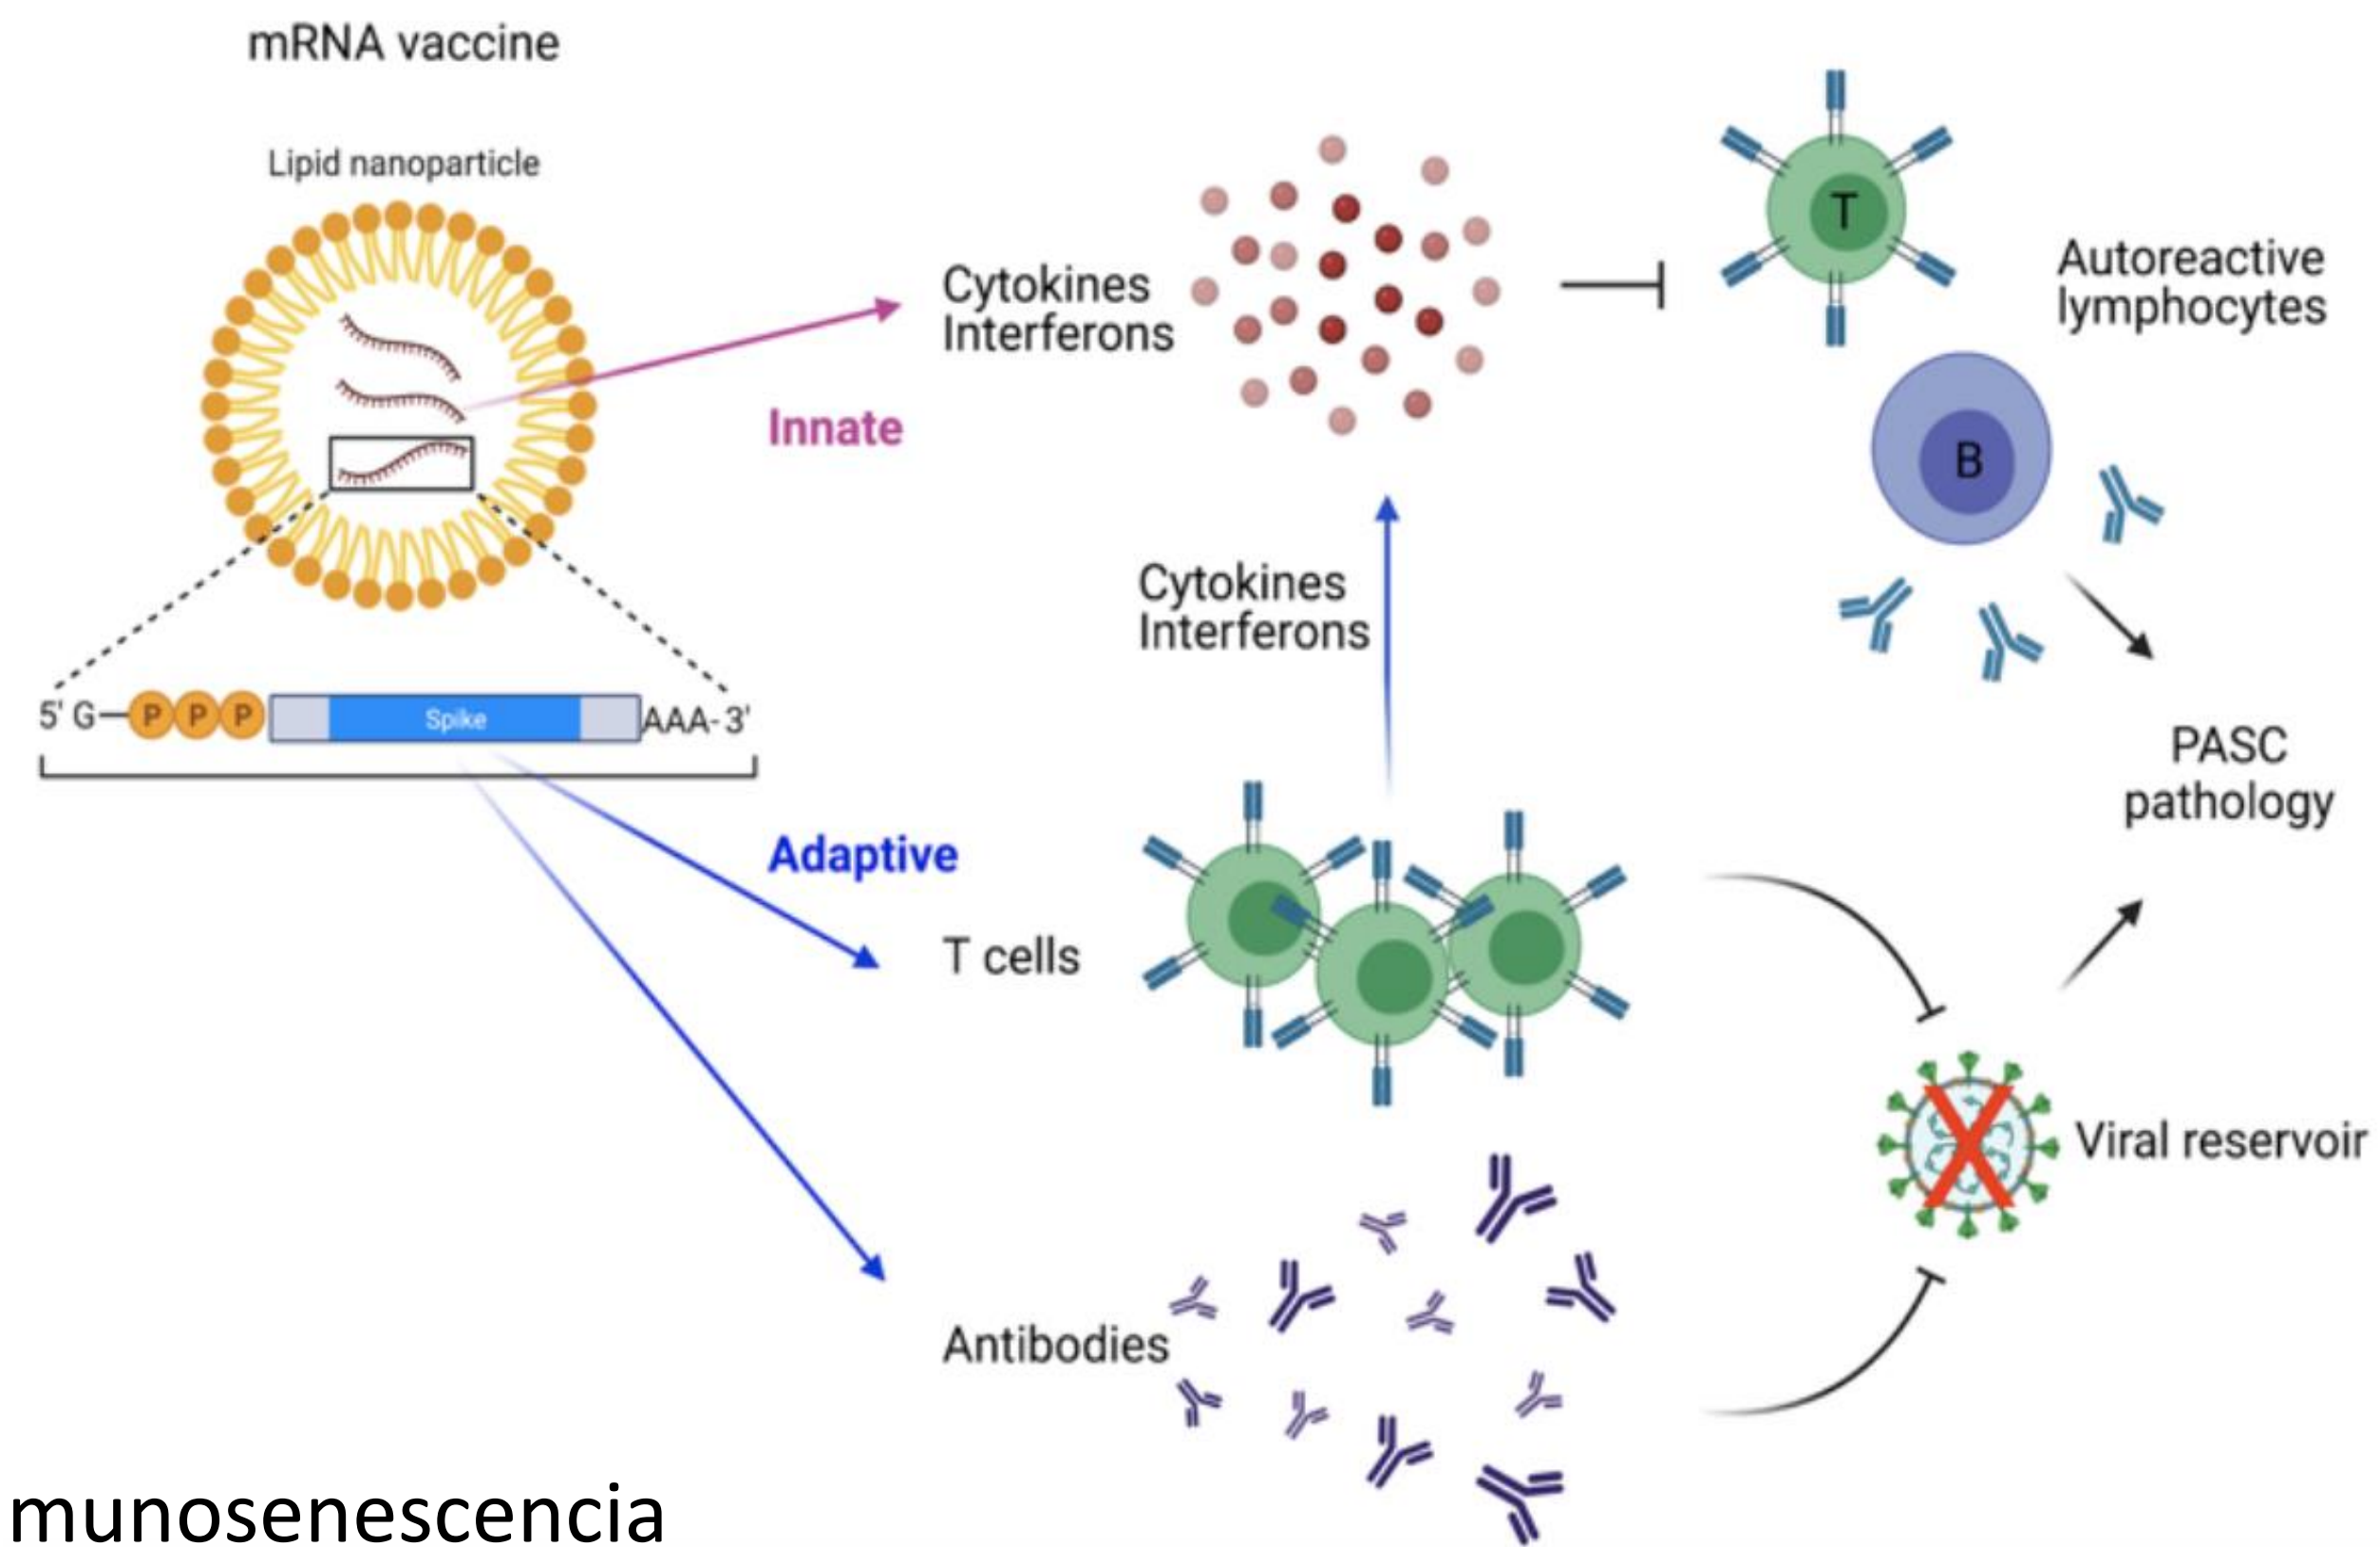 mRNA vaccine
Lipid nanoparticle
Cytokines
Interferons
Innate
T
Autoreactive
lymphocytes
B
Cytokines
Interferons
5' G P P P Spike AAA-3'
PASC
pathology
Adaptive
T cells
Viral reservoir
Antibodies
munosenescencia